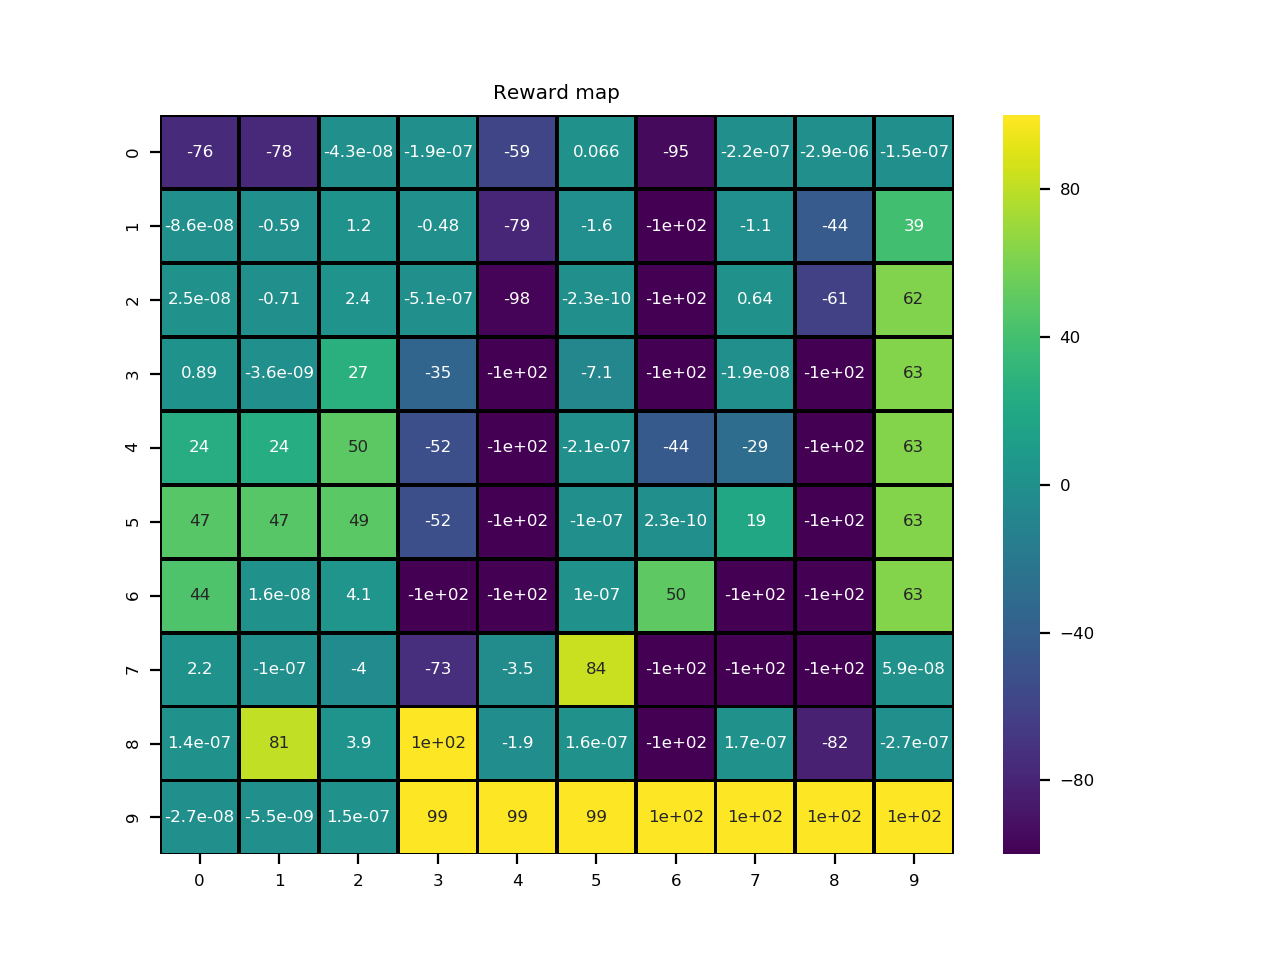 Reward map
0 -76 -78 -4.3e-08 -1.9e-07 -59 0.066 -95 -2.2e-07 -2.9e-06 -1.5e-07
1 -8.6e-08 -0.59 1.2 -0.48 -79 -1.6 -1e+02 -1.1 -44 39
2 2.5e-08 -0.71 2.4 -5.1e-07 -98 -2.3e-10 -1e+02 0.64 -61 62
3 0.89 -3.6e-09 27 -35 -1e+02 -7.1 -1e+02 -1.9e-08 -1e+02 63
4 24 24 50 -52 -1e+02 -2.1e-07 -44 -29 -1e+02 63
5 47 47 49 -52 -1e+02 -1e-07 2.3e-10 19 -1e+02 63
6 44 1.6e-08 4.1 -1e+02 -1e+02 1e-07 50 -1e+02 -1e+02 63
7 2.2 -1e-07 -4 -73 -3.5 84 -1e+02 -1e+02 -1e+02 5.9e-08
8 1.4e-07 81 3.9 1e+02 -1.9 1.6e-07 -1e+02 1.7e-07 -82 -2.7e-07
9 -2.7e-08 -5.5e-09 1.5e-07 99 99 99 1e+02 1e+02 1e+02 1e+02
0 1 2 3 4 5 6 7 8 9
80
40
0
−40
−80